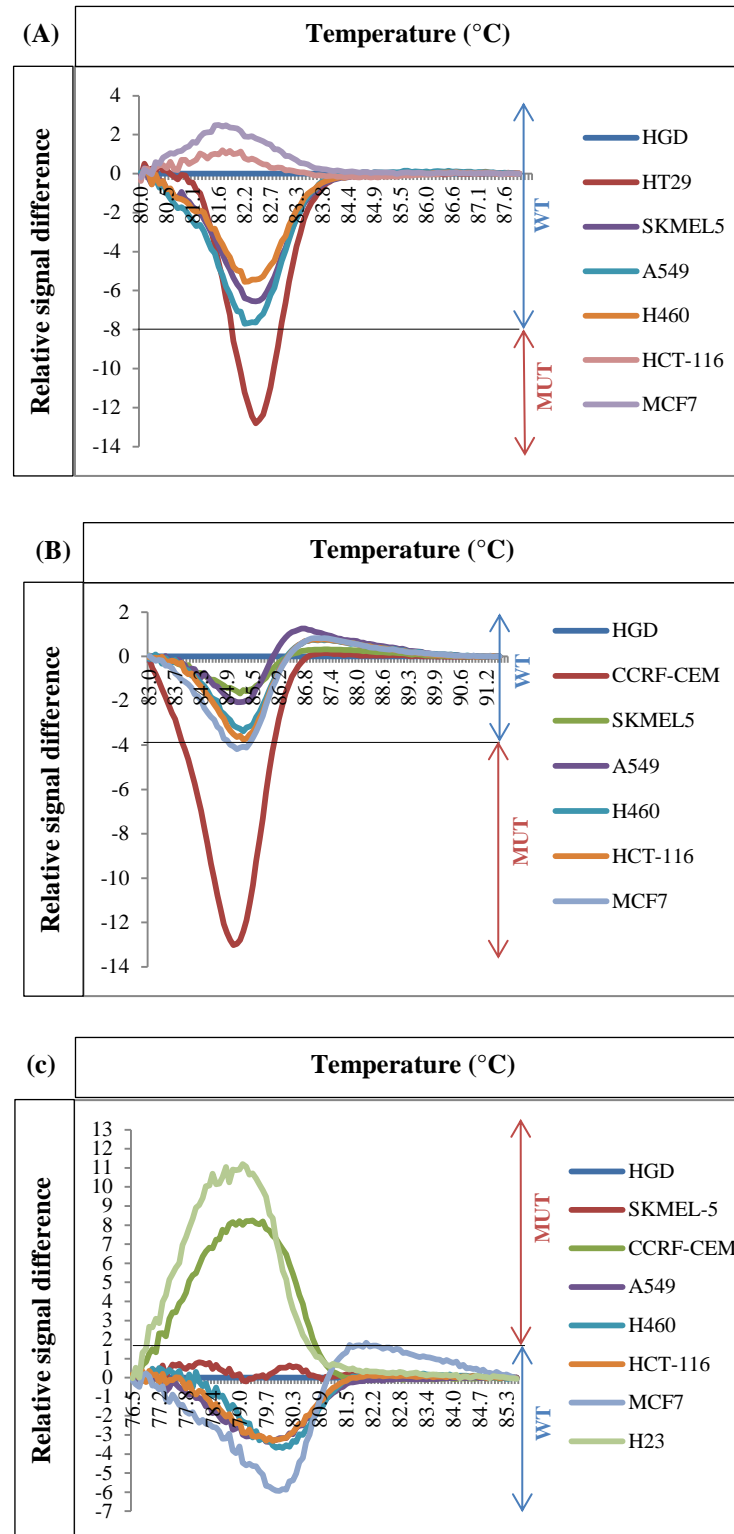 (A)
Temperature (°C)
Relative signal difference
4
2
0
-2
-4
-6
-8
-10
-12
-14
80.0
80.5
81.1
81.6
82.2
82.7
83.3
83.8
84.4
84.9
85.5
86.0
86.6
87.1
87.6
WT
MUT
HGD
HT29
SKMEL5
A549
H460
HCT-116
MCF7
(B)
Temperature (°C)
Relative signal difference
2
0
-2
-4
-6
-8
-10
-12
-14
83.0
83.7
84.3
84.9
85.5
86.2
86.8
87.4
88.0
88.6
89.3
89.9
90.6
91.2
WT
MUT
HGD
CCRF-CEM
SKMEL5
A549
H460
HCT-116
MCF7
(c)
Temperature (°C)
Relative signal difference
13
12
11
10
9
8
7
6
5
4
3
2
1
0
-1
-2
-3
-4
-5
-6
-7
76.5
77.2
77.8
78.4
79.0
79.7
80.3
80.9
81.5
82.2
82.8
83.4
84.0
84.7
85.3
MUT
WT
HGD
SKMEL-5
CCRF-CEM
A549
H460
HCT-116
MCF7
H23